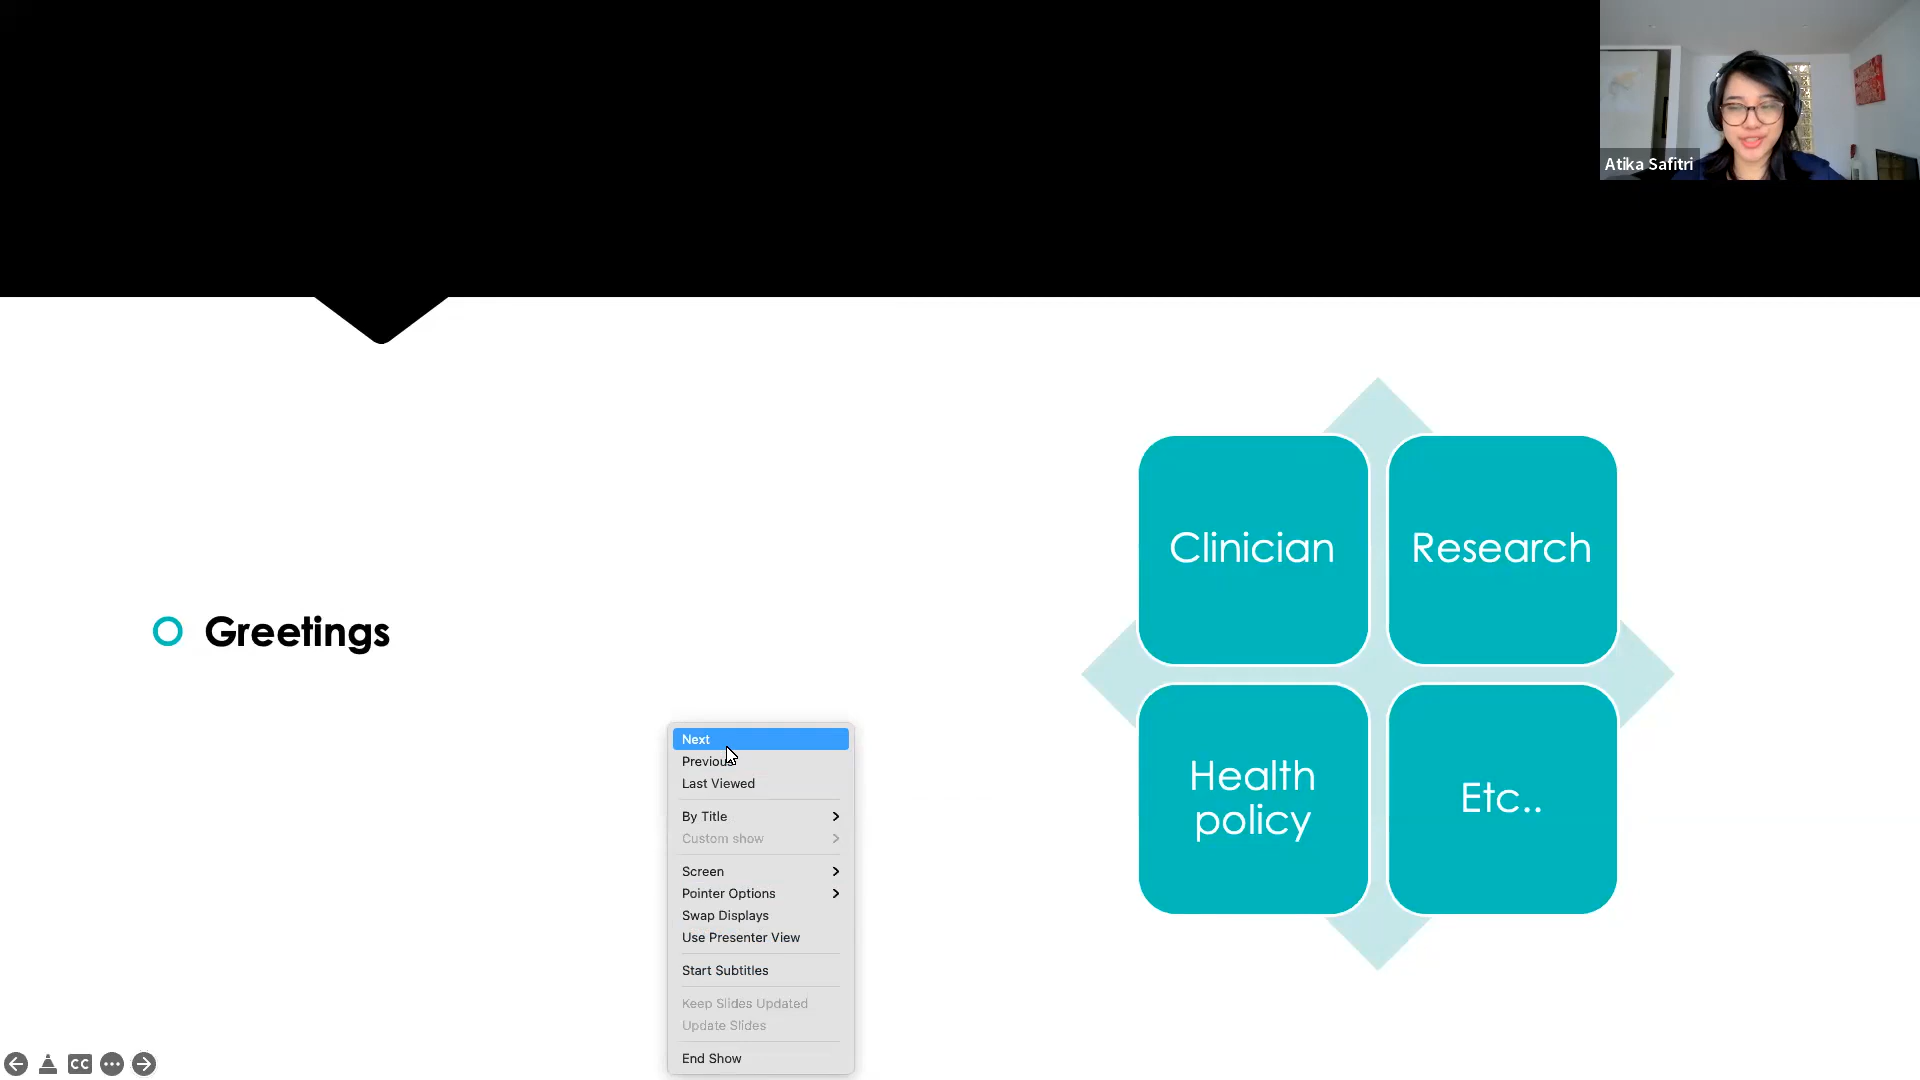 Atika Safitri
Greetings
Clinician
Research
Health
policy
Etc..
Next
Previous
Last Viewed
By Title
Custom show
Screen
Pointer Options
Swap Displays
Use Presenter View
Start Subtitles
Keep Slides Updated
Update Slides
End Show
CC